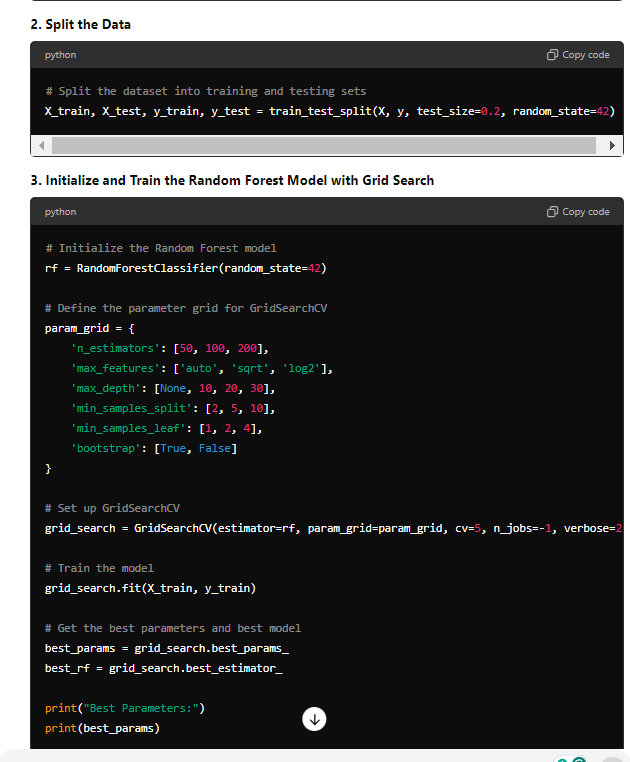 2. Split the Data
python
Copy code
# Split the dataset into training and testing sets
X_train, X_test, y_train, y_test = train_test_split(X, y, test_size=0.2, random_state=42)
3. Initialize and Train the Random Forest Model with Grid Search
python
Copy code
# Initialize the Random Forest model
rf = RandomForestClassifier(random_state=42)
# Define the parameter grid for GridSearchCV
param_grid = {
    'n_estimators': [50, 100, 200],
    'max_features': ['auto', 'sqrt', 'log2'],
    'max_depth': [None, 10, 20, 30],
    'min_samples_split': [2, 5, 10],
    'min_samples_leaf': [1, 2, 4],
    'bootstrap': [True, False]
}
# Set up GridSearchCV
grid_search = GridSearchCV(estimator=rf, param_grid=param_grid, cv=5, n_jobs=-1, verbose=2
# Train the model
grid_search.fit(X_train, y_train)
# Get the best parameters and best model
best_params = grid_search.best_params_
best_rf = grid_search.best_estimator_
print("Best Parameters:")
print(best_params)